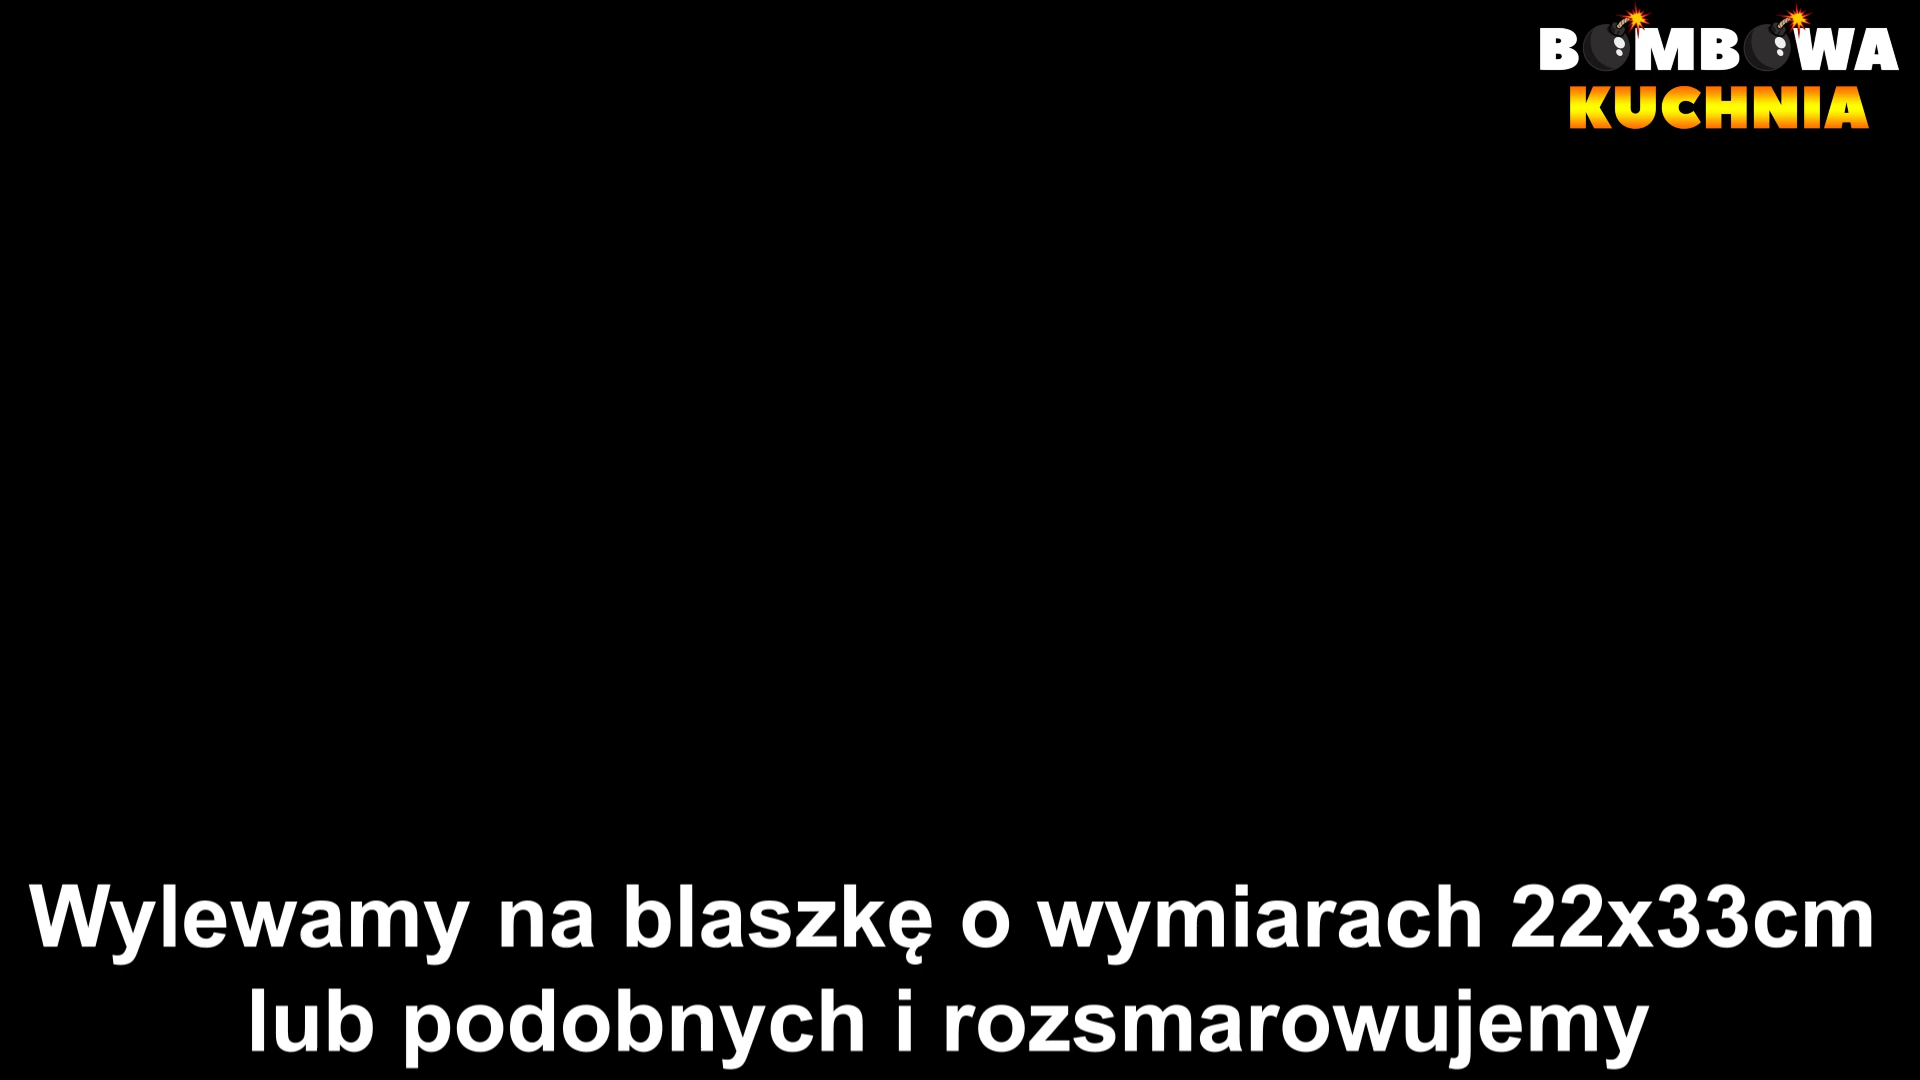 BOMBOWA
KUCHNIA
Wylewamy na blaszkę o wymiarach 22x33cm
lub podobnych i rozsmarowujemy